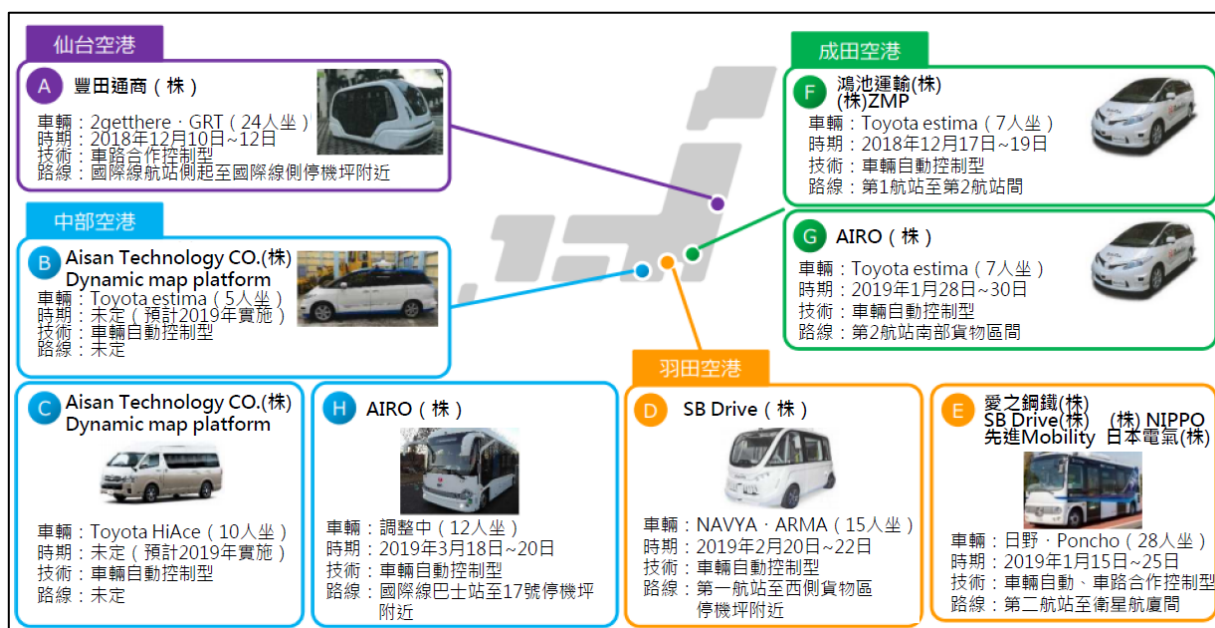 仙台空港
A 豐田通商（株）
車輛：2getthere．GRT（24人坐）
時期：2018年12月10日~12日
技術：車路合作控制型
路線：國際線航站側起至國際線側停機坪附近
中部空港
B Aisan Technology CO.(株)
Dynamic map platform
車輛：Toyota estima（5人坐）
時期：未定（預計2019年實施）
技術：車輛自動控制型
路線：未定
C Aisan Technology CO.(株)
Dynamic map platform
車輛：Toyota HiAce（10人坐）
時期：未定（預計2019年實施）
技術：車輛自動控制型
路線：未定
H AIRO（株）
車輛：調整中（12人坐）
時期：2019年3月18日~20日
技術：車輛自動控制型
路線：國際線巴士站至17號停機坪
附近
成田空港
F 鴻池運輸(株)
(株)ZMP
車輛：Toyota estima（7人坐）
時期：2018年12月17日~19日
技術：車輛自動控制型
路線：第1航站至第2航站間
G AIRO（株）
車輛：Toyota estima（7人坐）
時期：2019年1月28日~30日
技術：車輛自動控制型
路線：第2航站南部貨物區間
羽田空港
D SB Drive（株）
車輛：NAVYA．ARMA（15人坐）
時期：2019年2月20日~22日
技術：車輛自動控制型
路線：第一航站至西側貨物區
停機坪附近
E 愛之鋼鐵(株)
SB Drive(株) (株) NIPPO
先進Mobility 日本電氣(株)
車輛：日野．Poncho（28人坐）
時期：2019年1月15日~25日
技術：車輛自動、車路合作控制型
路線：第二航站至衛星航廈間